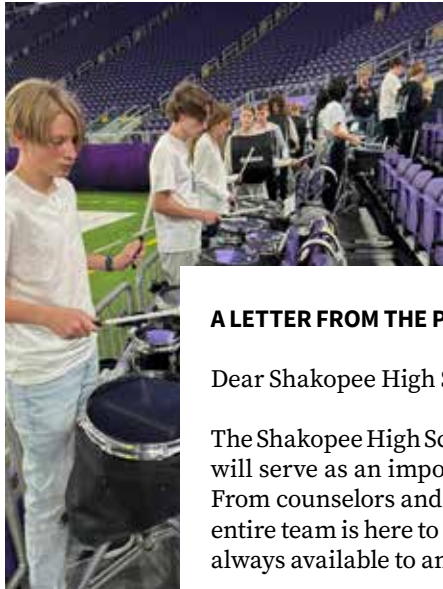 A LETTER FROM THE P
Dear Shakopee High S
The Shakopee High Sc
will serve as an impo
From counselors and
entire team is here to
always available to an